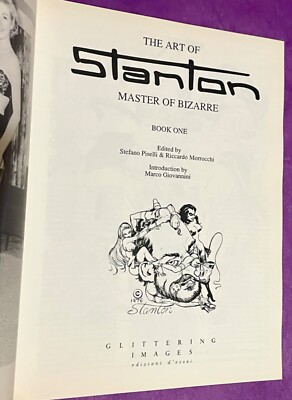 THE ART OF
Stanton
MASTER OF BIZARRE
BOOK ONE
Edited by
Stefano Piselli & Riccardo Morrocchi
Introduction by
Marco Giovannini
©
Stanton
GLITTERING
IMAGES
edizioni d'essai